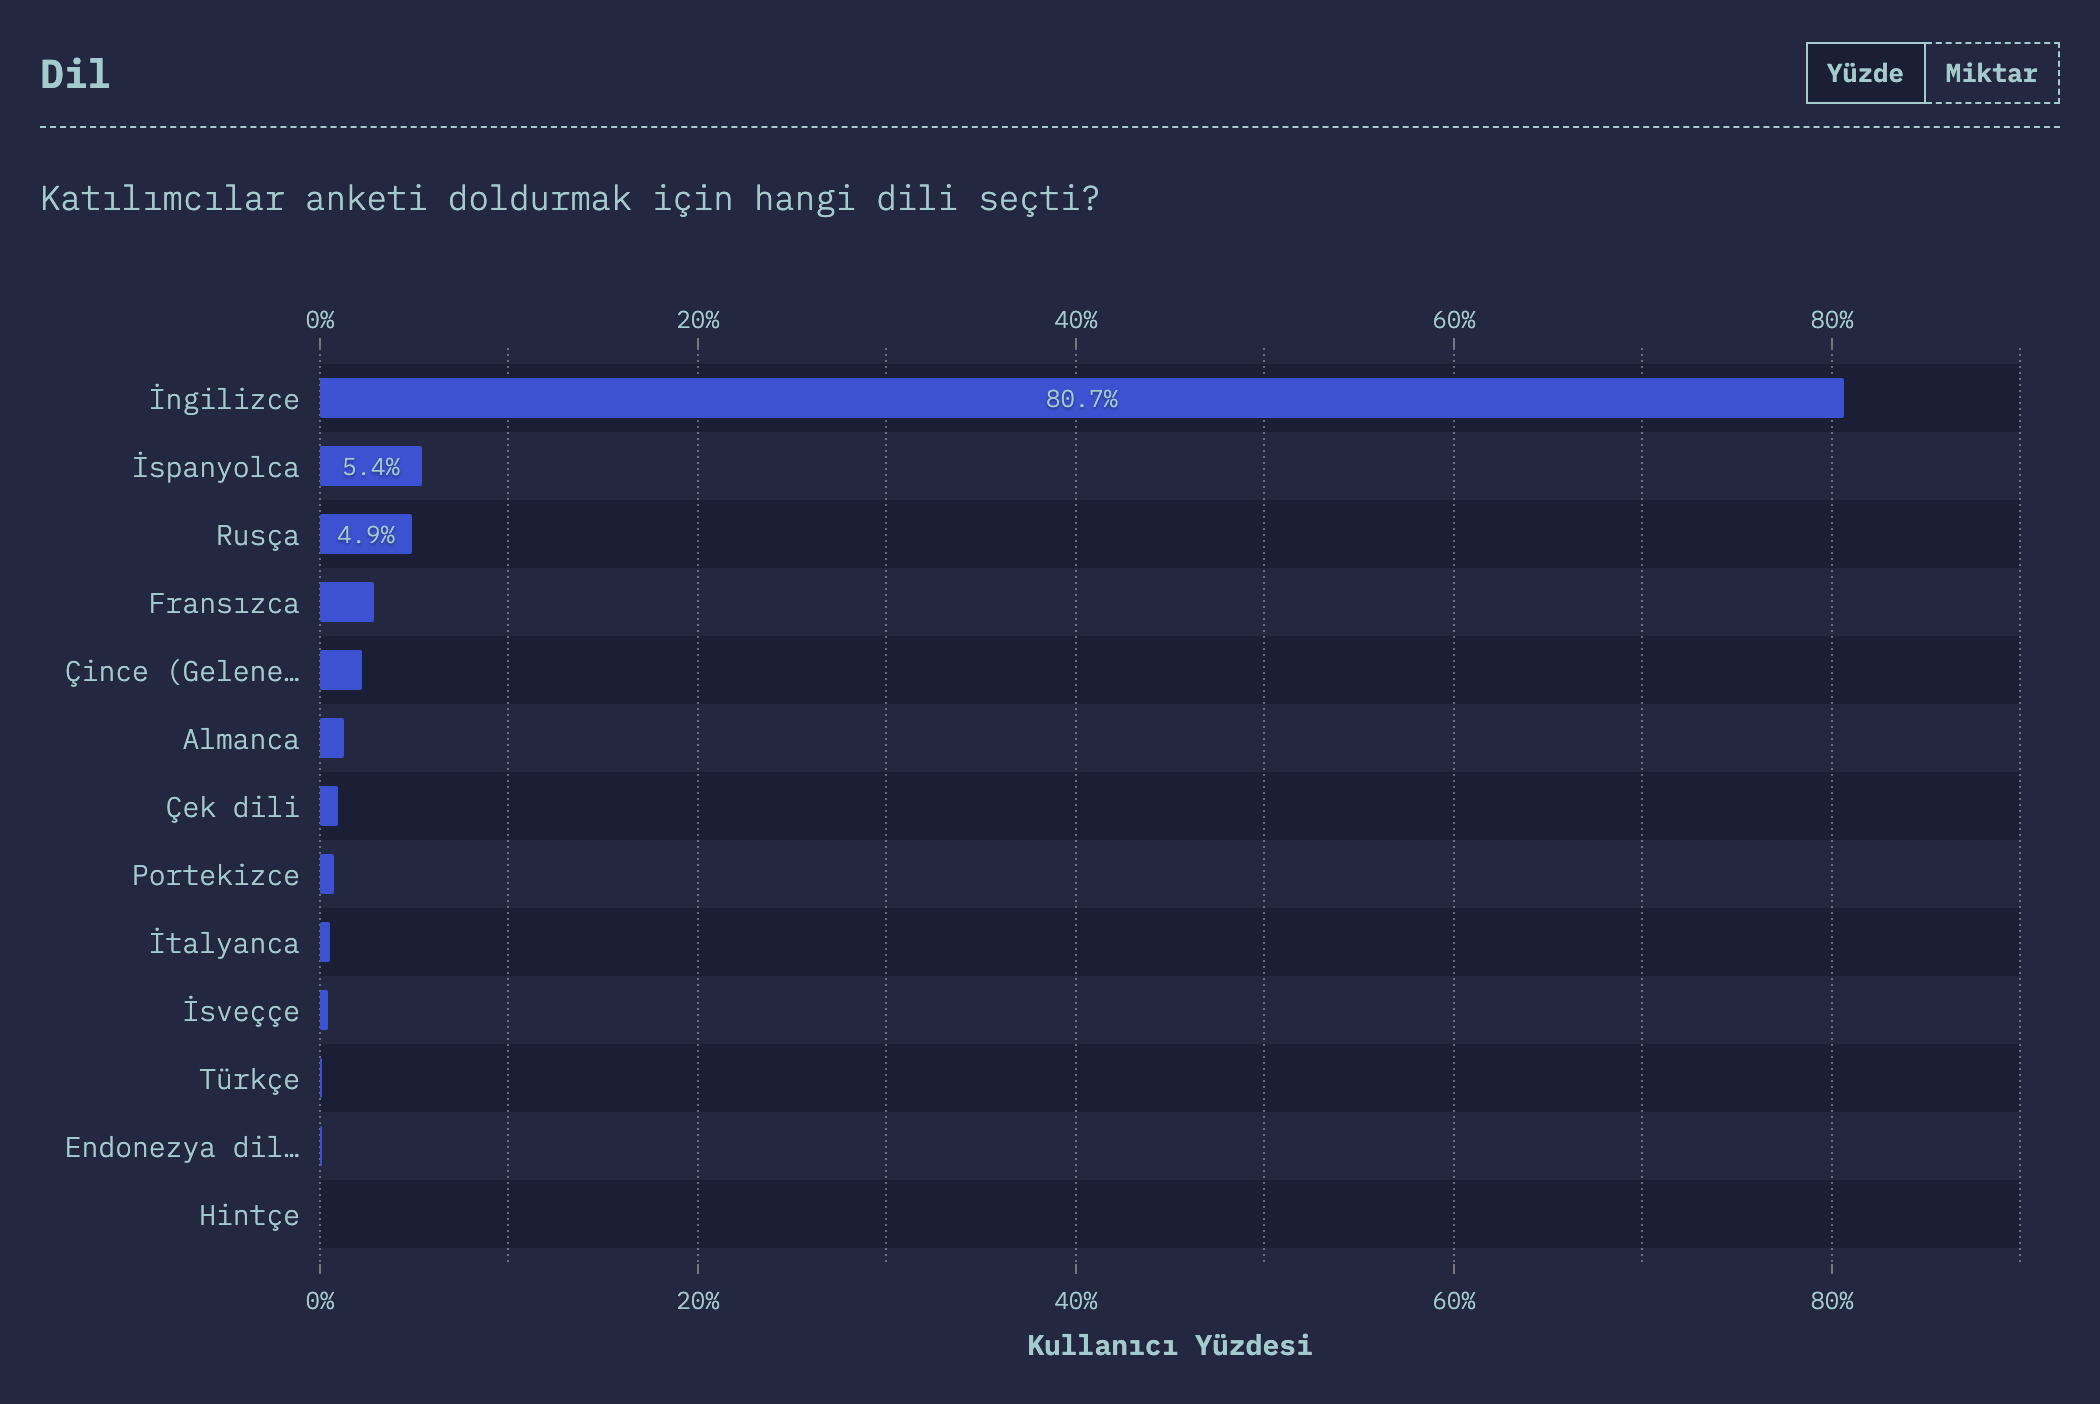 Dil
Yüzde Miktar
Katılımcılar anketi doldurmak için hangi dili seçti?
0% 20% 40% 60% 80%
İngilizce 80.7%
İspanyolca 5.4%
Rusça 4.9%
Fransızca
Çince (Gelene…
Almanca
Çek dili
Portekizce
İtalyanca
İsveççe
Türkçe
Endonezya dil…
Hintçe
0% 20% 40% 60% 80%
Kullanıcı Yüzdesi